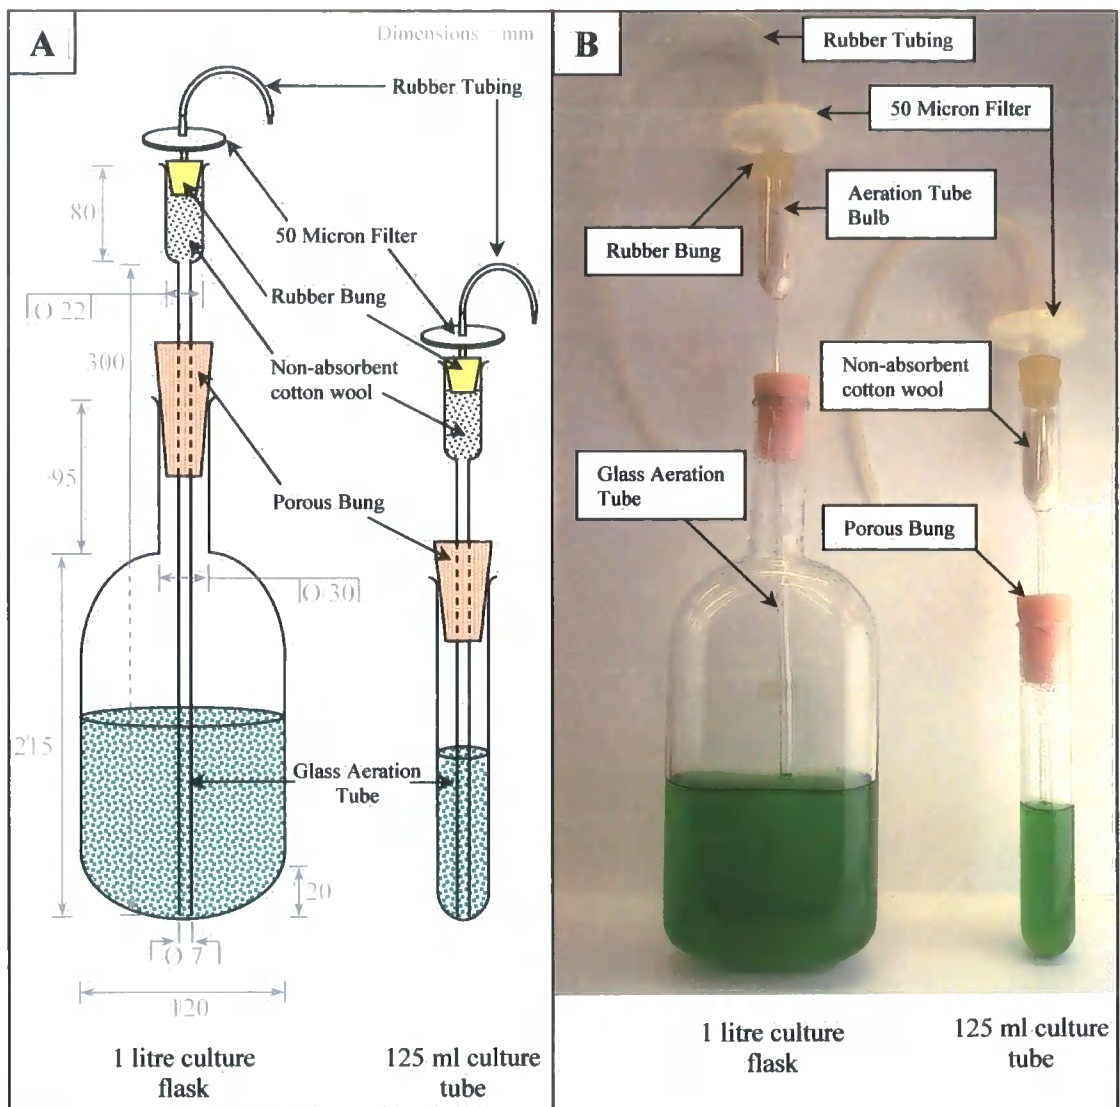 A
Dimensions mm
Rubber Tubing
80
50 Micron Filter
Rubber Bung
O 22
300
Non-absorbent
cotton wool
95
Porous Bung
O 30
215
Glass Aeration
Tube
20
O 7
120
1 litre culture
flask
125 ml culture
tube
B
Rubber Tubing
50 Micron Filter
Aeration Tube
Bulb
Rubber Bung
Non-absorbent
cotton wool
Glass Aeration
Tube
Porous Bung
1 litre culture
flask
125 ml culture
tube